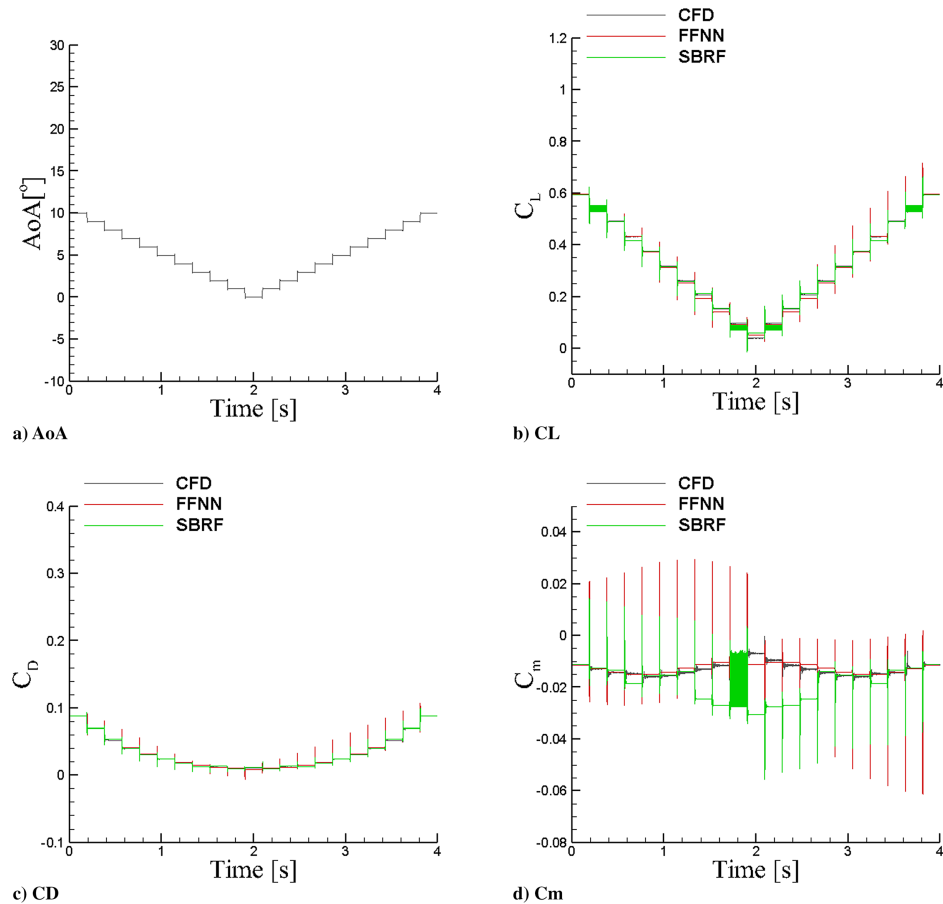 30
25
20
15
10
5
0
-5
-10
AoA[o]
0 1 2 3 4
Time [s]
a) AoA
CFD
FFNN
SBRF
1.2
1
0.8
0.6
0.4
0.2
0
CL
0 1 2 3 4
Time [s]
b) CL
CFD
FFNN
SBRF
0.4
0.3
0.2
0.1
0
-0.1
CD
0 1 2 3 4
Time [s]
c) CD
CFD
FFNN
SBRF
0.04
0.02
0
-0.02
-0.04
-0.06
-0.08
Cm
0 1 2 3 4
Time [s]
d) Cm